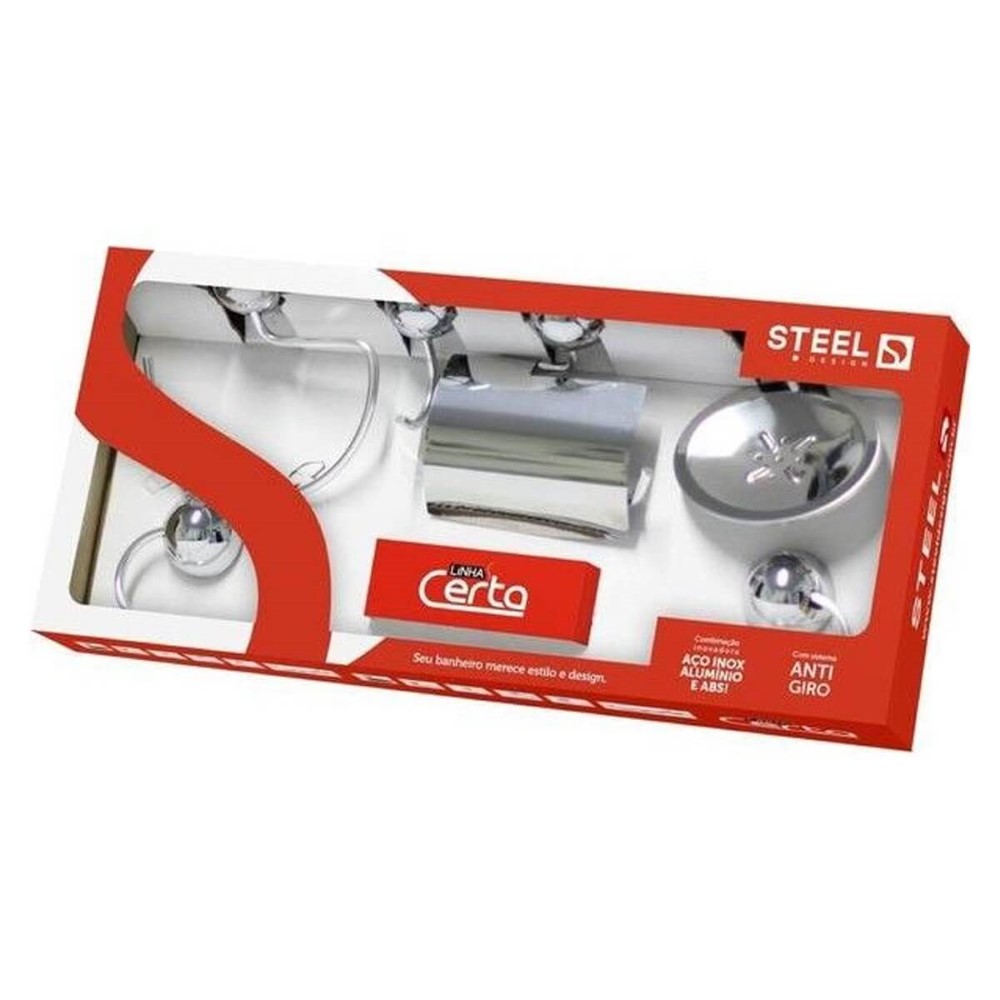 STEEL
DESIGN
STEEL
LINHA
Certa
Seu banheiro merece estilo e design.
Combinação
inovadora
AÇO INOX
ALUMÍNIO
E ABS!
Com sistema
ANTI
GIRO
LINHA
Certa